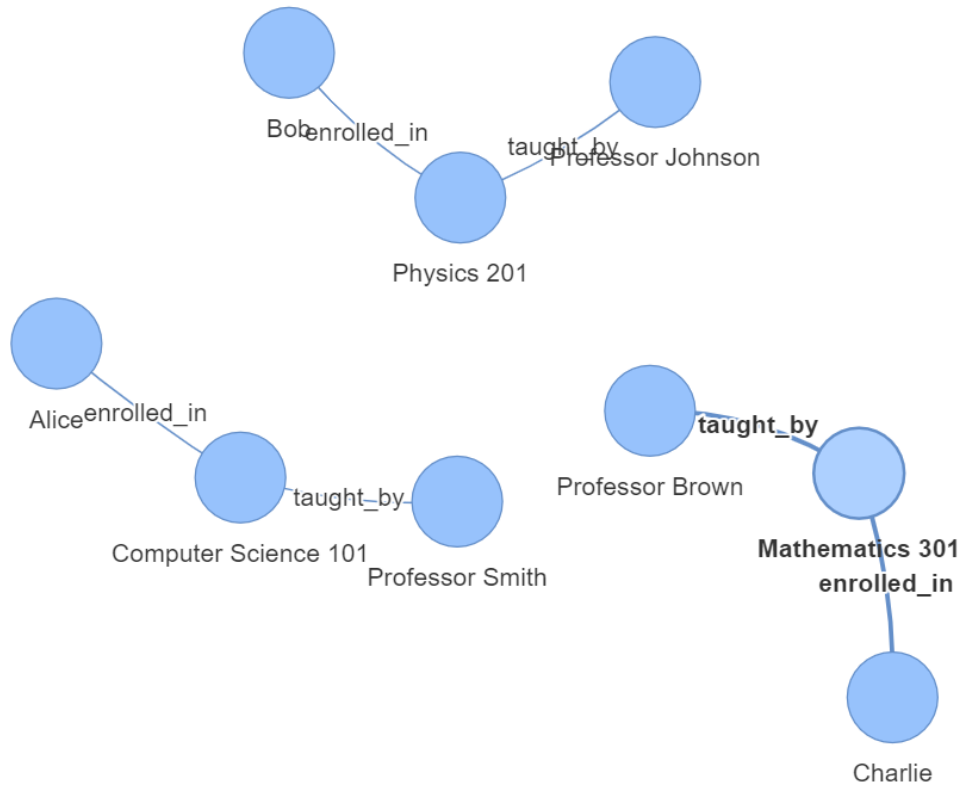 Bob
enrolled_in
taught_by
Professor Johnson
Physics 201
Alice
enrolled_in
taught_by
Computer Science 101
Professor Smith
taught_by
Professor Brown
Mathematics 301
enrolled_in
Charlie